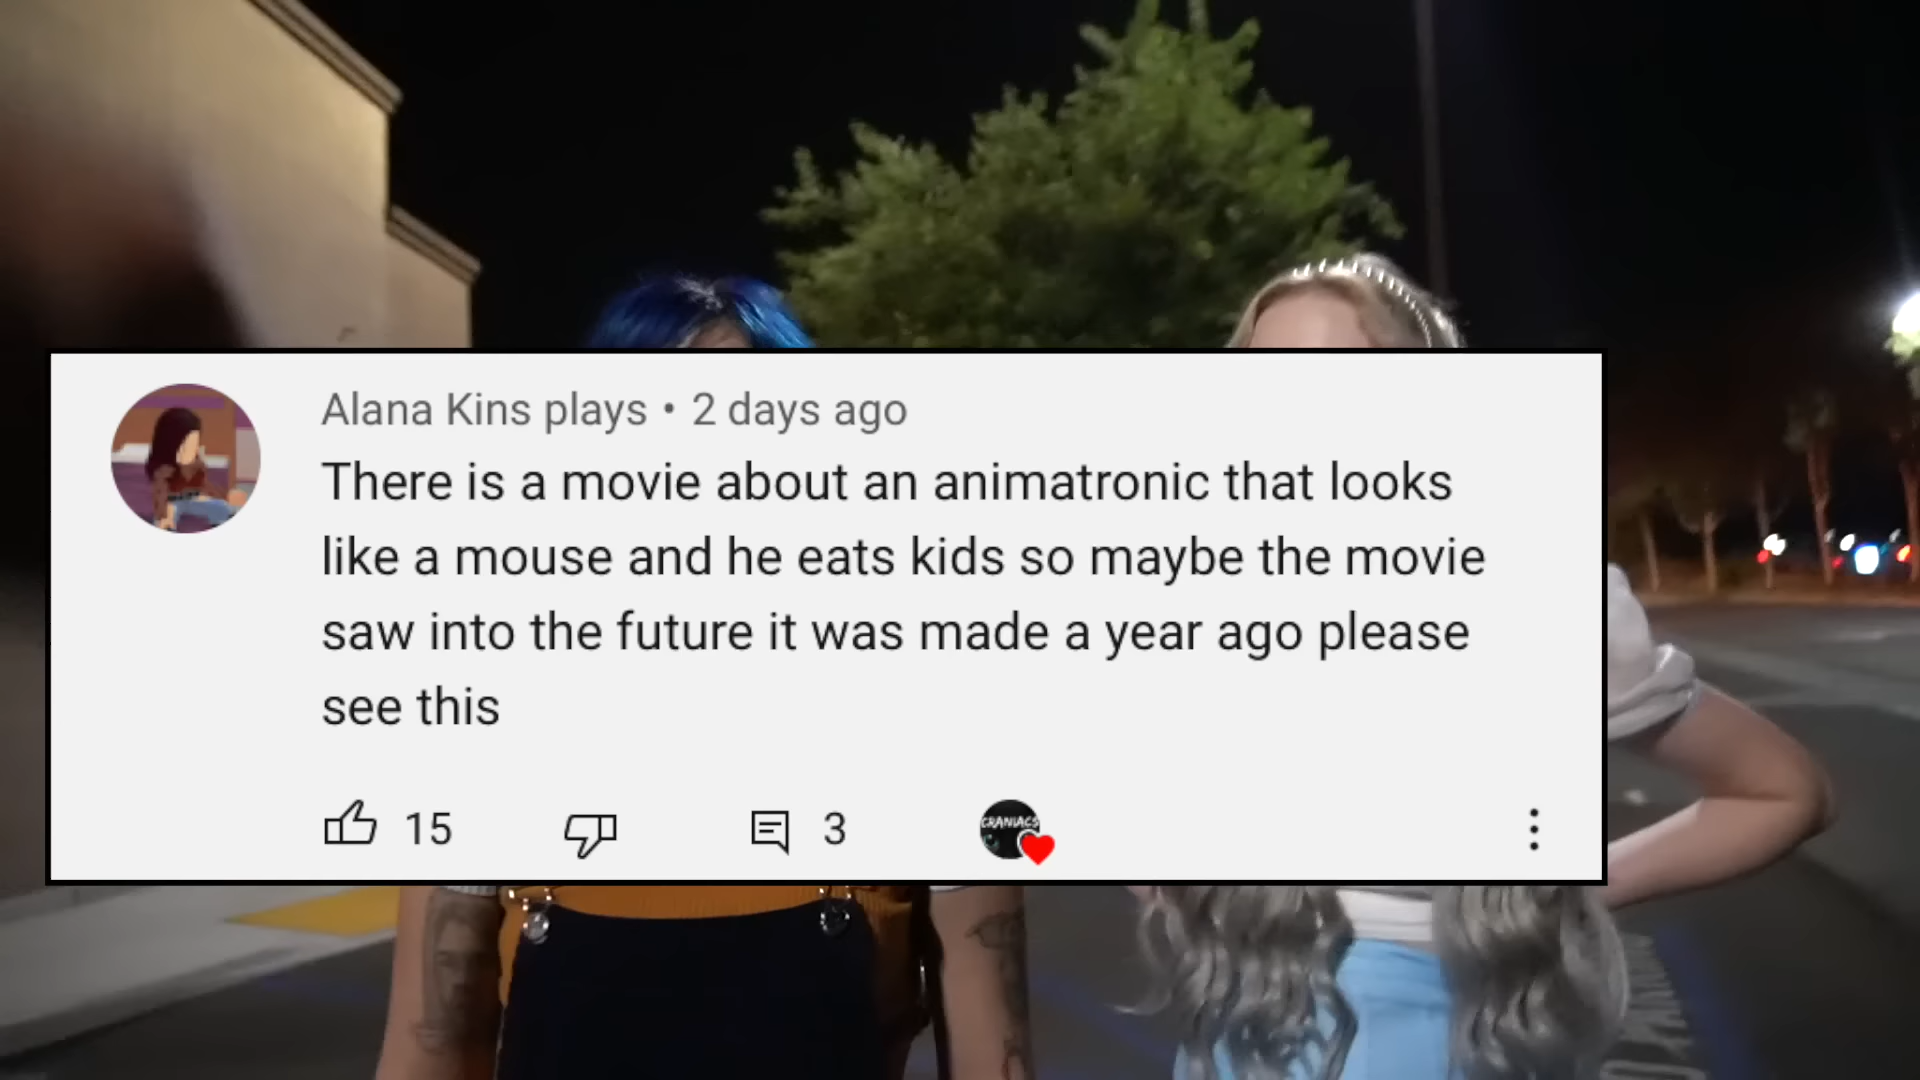 Alana Kins plays • 2 days ago
There is a movie about an animatronic that looks
like a mouse and he eats kids so maybe the movie
saw into the future it was made a year ago please
see this
15
3
CRANIACS